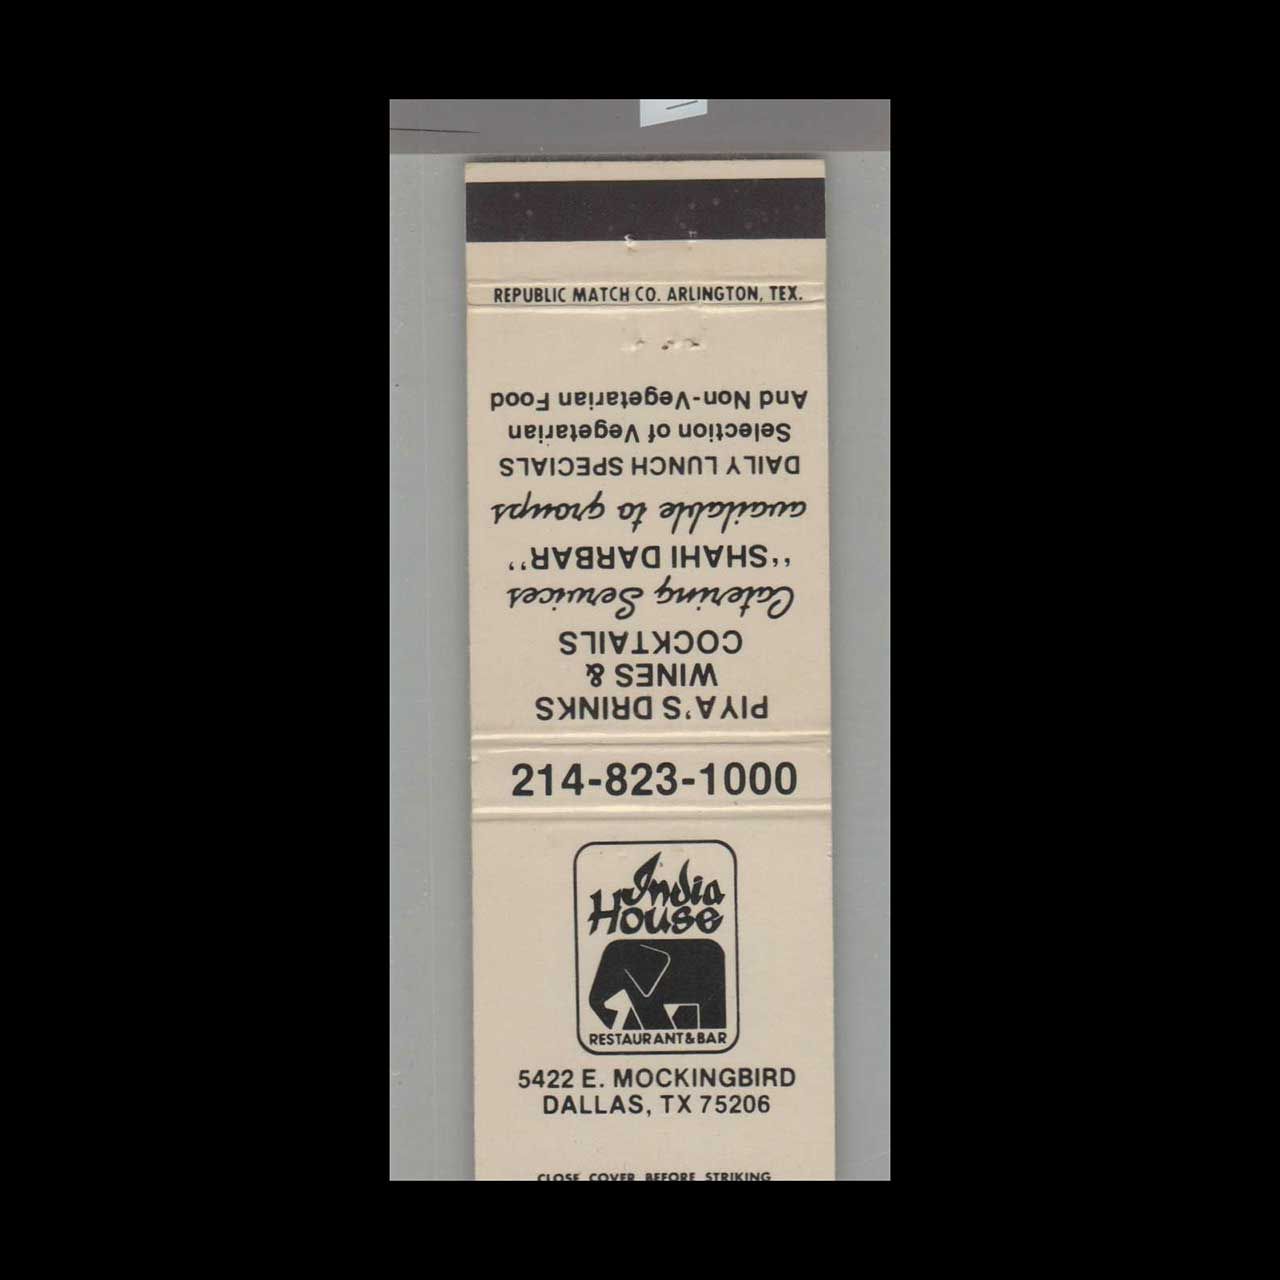 REPUBLIC MATCH CO. ARLINGTON, TEX.
PIYA'S DRINKS
WINES &
COCKTAILS
Catering Services
"SHAHI DARBAR"
available to groups
DAILY LUNCH SPECIALS
Selection of Vegetarian
And Non-Vegetarian Food
214-823-1000
India
House
RESTAURANT&BAR
5422 E. MOCKINGBIRD
DALLAS, TX 75206
CLOSE COVER BEFORE STRIKING